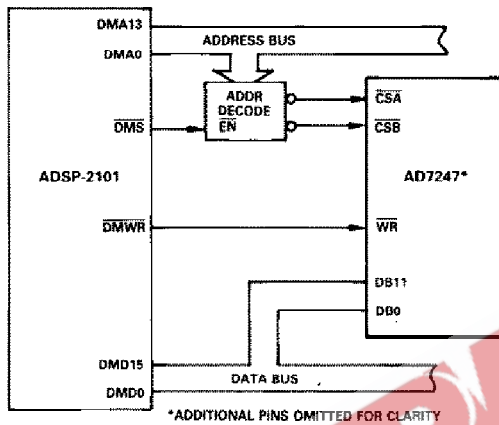 DMA13
ADDRESS BUS
DMA0
ADDR
DECODE
EN
CSA
DMS
CSB
ADSP-2101
AD7247*
DMWR
WR
DB11
DB0
DMD15
DATA BUS
DMD0
*ADDITIONAL PINS OMITTED FOR CLARITY